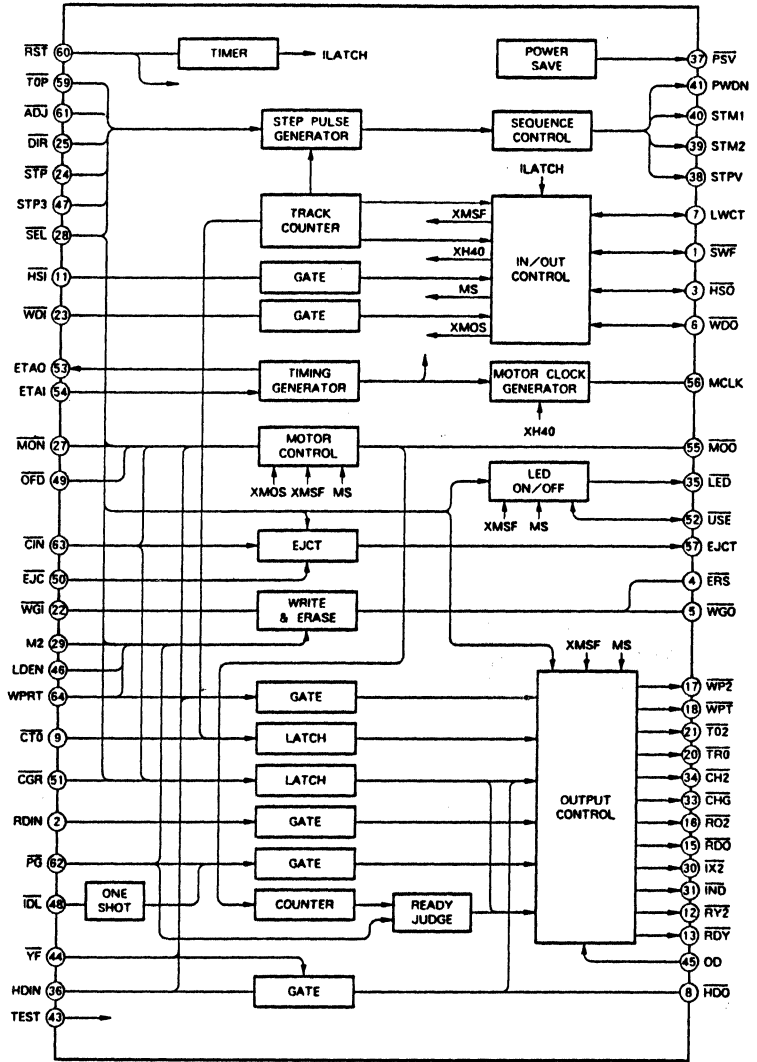 RST 60
TIMER
ILATCH
POWER
SAVE
37 PSV
T0P 59
41 PWDN
ADJ 61
STEP PULSE
GENERATOR
SEQUENCE
CONTROL
40 STM1
DIR 25
39 STM2
STP 24
ILATCH
38 STPV
STP3 47
TRACK
COUNTER
XMSF
IN/OUT
CONTROL
7 LWCT
SEL 28
XH40
1 SWF
HSI 11
GATE
MS
3 HSO
WDI 23
GATE
XMOS
6 WDO
ETAO 53
TIMING
GENERATOR
MOTOR CLOCK
GENERATOR
56 MCLK
ETAI 54
XH40
MON 27
MOTOR
CONTROL
55 MOO
OFD 49
XMOS XMSF MS
LED
ON/OFF
35 LED
XMSF MS
52 USE
CIN 63
EJCT
57 EJCT
EJC 50
4 ERS
WGI 22
WRITE
& ERASE
5 WGO
M2 29
XMSF MS
LDEN 46
WPRT 64
GATE
17 WP2
18 WPT
CT0 9
LATCH
21 T02
20 TR0
CGR 51
LATCH
OUTPUT
CONTROL
34 CH2
33 CHG
RDIN 2
GATE
16 RO2
15 RDO
PG 62
GATE
30 IX2
IDL 48
ONE
SHOT
COUNTER
READY
JUDGE
31 IND
12 RY2
13 RDY
YF 44
45 OD
HDIN 36
GATE
8 HDO
TEST 43